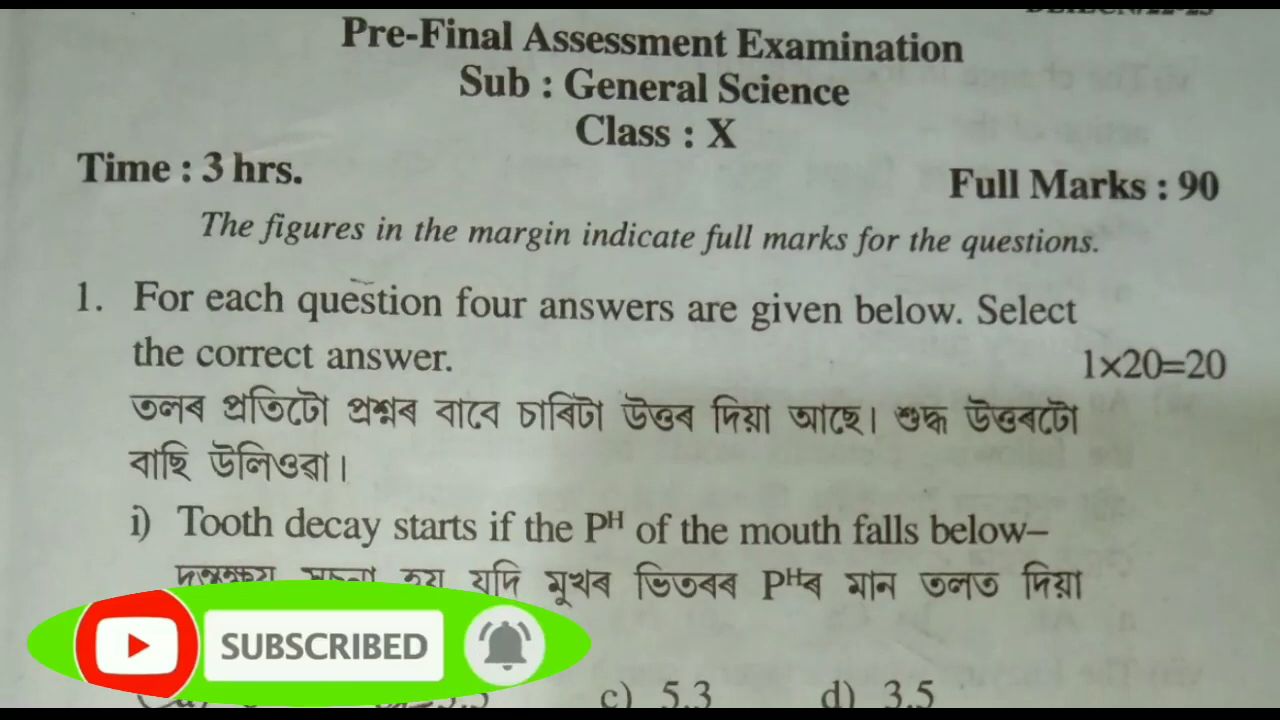 Pre-Final Assessment Examination
Sub : General Science
Class : X
Time : 3 hrs.
Full Marks : 90
The figures in the margin indicate full marks for the questions.
1. For each question four answers are given below. Select
the correct answer.
1×20=20
তলৰ প্ৰতিটো প্ৰশ্নৰ বাবে চাৰিটা উত্তৰ দিয়া আছে। শুদ্ধ উত্তৰটো
বাছি উলিওৱা।
i) Tooth decay starts if the Pᴴ of the mouth falls below–
হয় যদি মুখৰ ভিতৰৰ Pᴴৰ মান তলত দিয়া
SUBSCRIBED
c) 5.3 d) 3.5